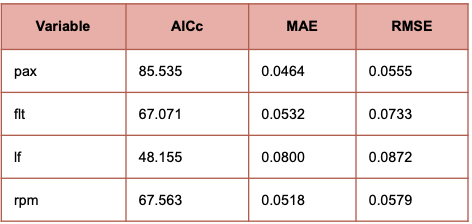 Variable AICc MAE RMSE
pax 85.535 0.0464 0.0555
flt 67.071 0.0532 0.0733
lf 48.155 0.0800 0.0872
rpm 67.563 0.0518 0.0579